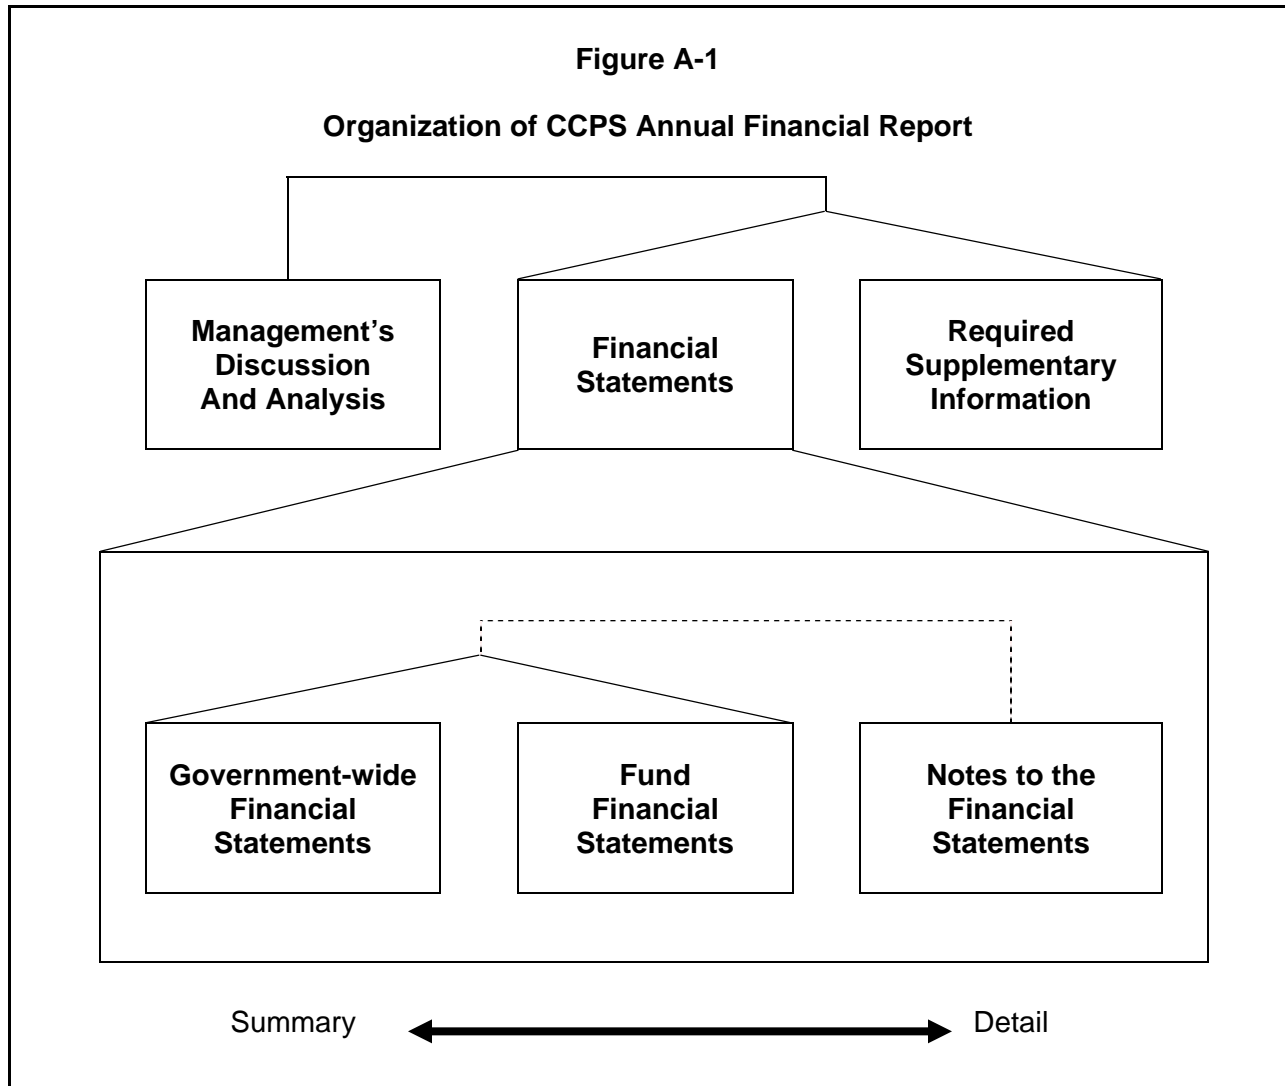 Figure A-1
Organization of CCPS Annual Financial Report
Management’s
Discussion
And Analysis
Financial
Statements
Required
Supplementary
Information
Government-wide
Financial
Statements
Fund
Financial
Statements
Notes to the
Financial
Statements
Summary
Detail